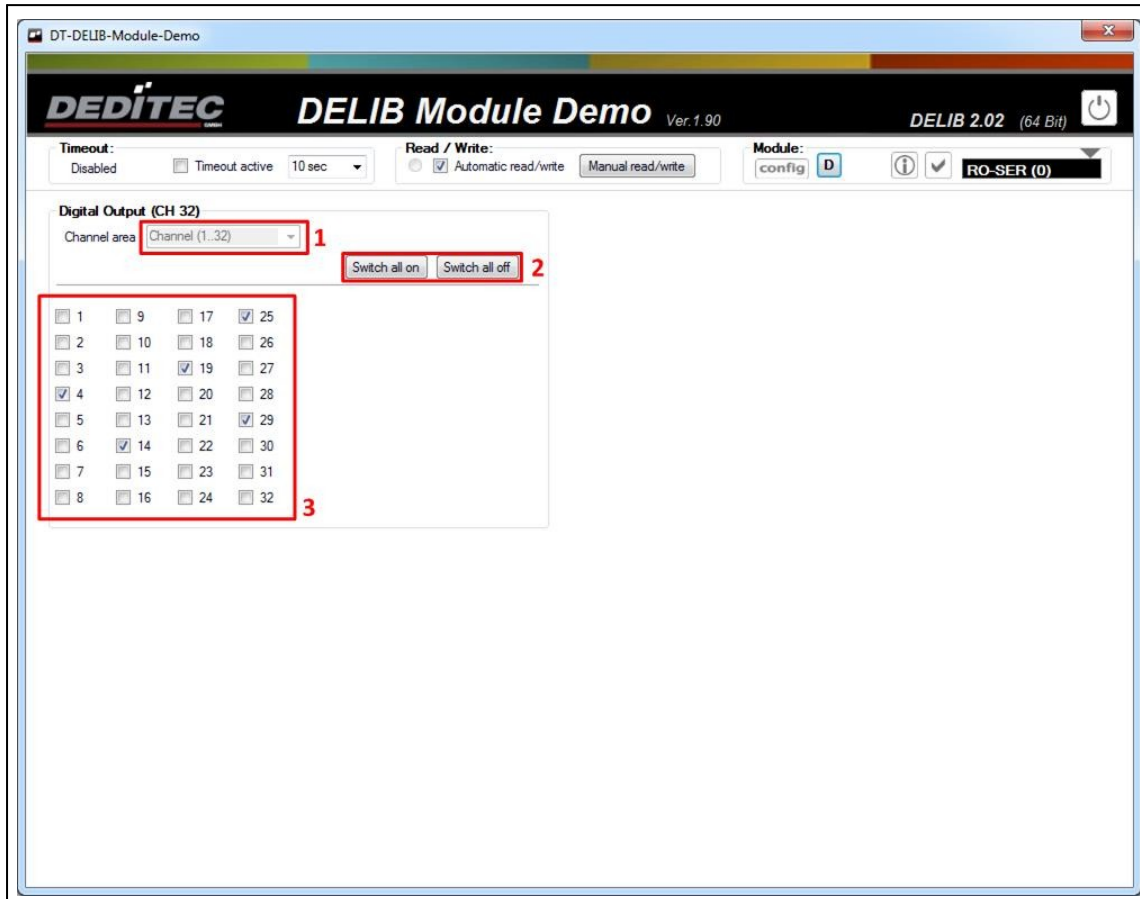 DT-DELIB-Module-Demo
DEDITEC GMBH
DELIB Module Demo Ver.1.90
DELIB 2.02 (64 Bit)
Timeout:
Disabled
Timeout active
10 sec
Read / Write:
Automatic read/write
Manual read/write
Module:
config
D
RO-SER (0)
Digital Output (CH 32)
Channel area
Channel (1..32)
1
Switch all on
Switch all off
2
1 9 17 25
2 10 18 26
3 11 19 27
4 12 20 28
5 13 21 29
6 14 22 30
7 15 23 31
8 16 24 32
3